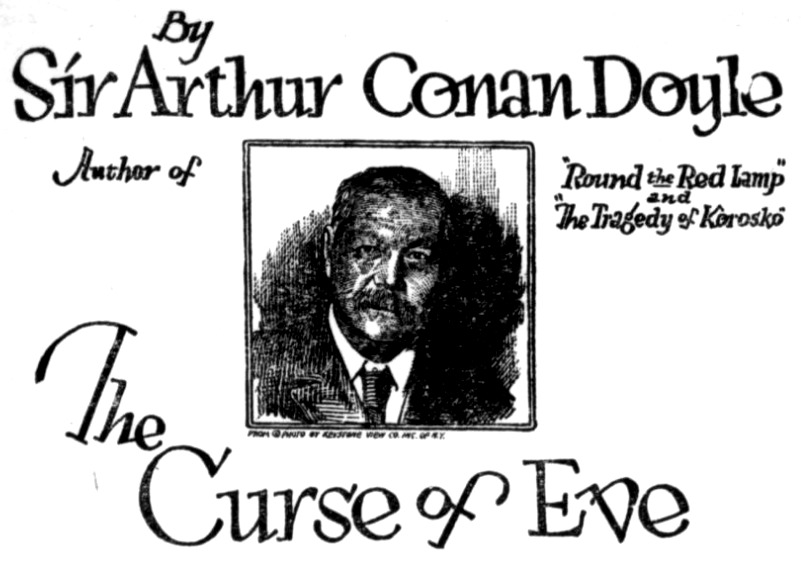 By
Sir Arthur Conan Doyle
Author of
"Round the Red Lamp"
and
"The Tragedy of Korosko"
FROM © PHOTO BY KEYSTONE VIEW CO. INC. OF N.Y.
The
Curse of Eve